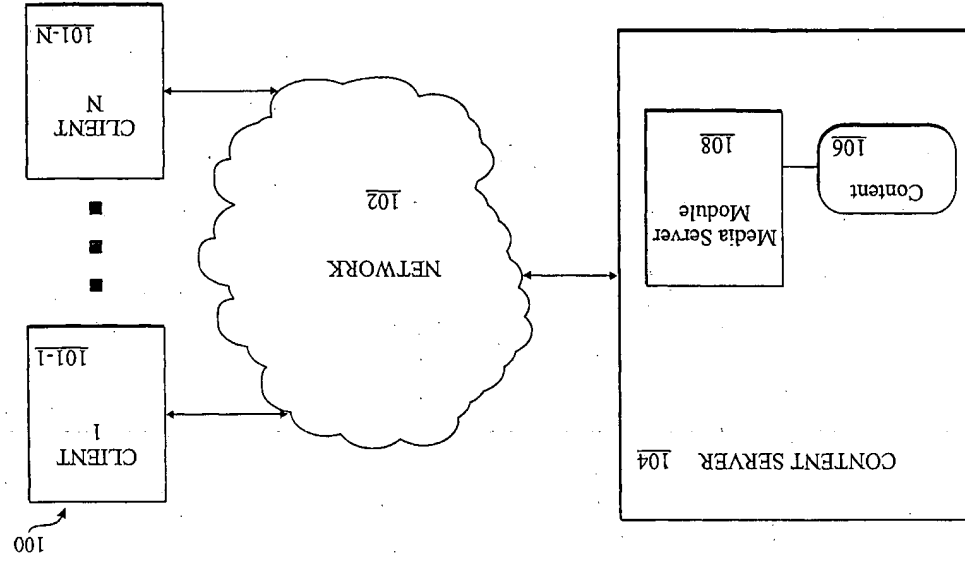 100
CONTENT SERVER 104
Media Server
Module
108
Content
106
NETWORK
102
CLIENT
1
101-1
CLIENT
N
101-N